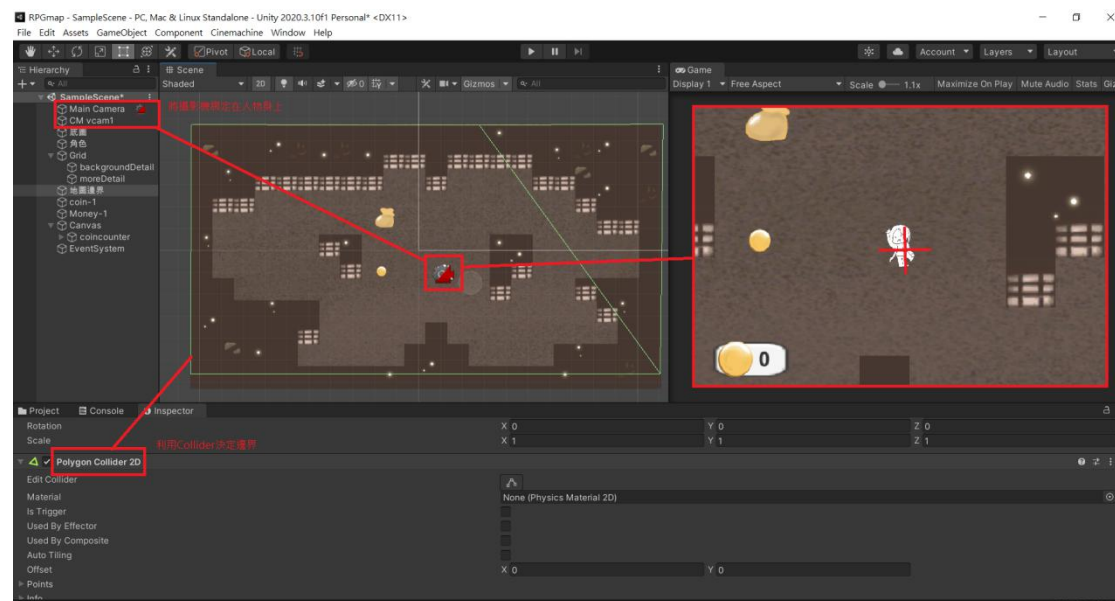 RPGmap - SampleScene - PC, Mac & Linux Standalone - Unity 2020.3.10f1 Personal* <DX11>
File Edit Assets GameObject Component Cinemachine Window Help
Pivot Local Account Layers Layout
Hierarchy Scene Game
All Shaded 2D 0 Gizmos All Display 1 Free Aspect Scale 1.1x Maximize On Play Mute Audio Stats Giz
SampleScene*
Main Camera
CM vcam1
底圖
角色
Grid
backgroundDetail
moreDetail
地圖邊界
coin-1
Money-1
Canvas
coincounter
EventSystem
將攝影機綁定在人物身上
0
Project Console Inspector
Rotation X 0 Y 0 Z 0
Scale X 1 Y 1 Z 1
利用Collider決定邊界
Polygon Collider 2D
Edit Collider
Material None (Physics Material 2D)
Is Trigger
Used By Effector
Used By Composite
Auto Tiling
Offset X 0 Y 0
Points
Info